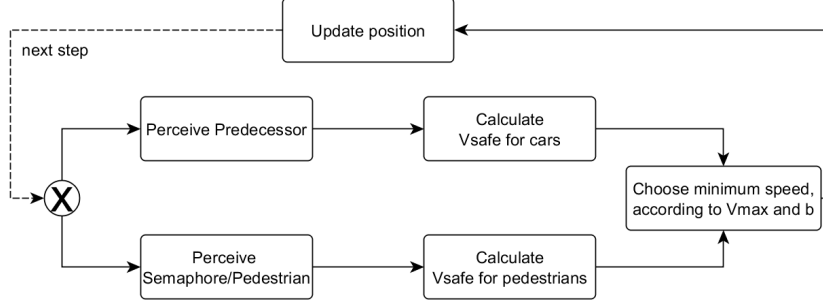 Update position
next step
Perceive Predecessor
Calculate
Vsafe for cars
X
Choose minimum speed,
according to Vmax and b
Perceive
Semaphore/Pedestrian
Calculate
Vsafe for pedestrians